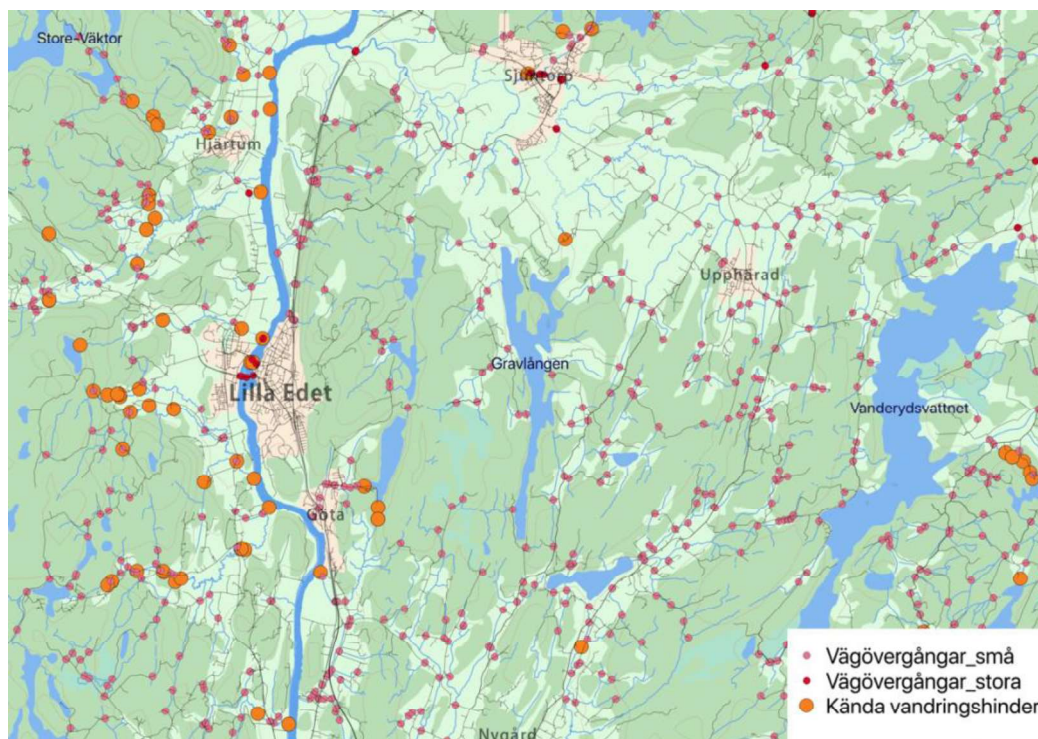 Store-Väktor
Sjuntorp
Hjärtum
Upphärad
Gravlången
Lilla Edet
Vanderydsvattnet
Göta
Nygård
Vägövergångar_små
Vägövergångar_stora
Kända vandringshinder